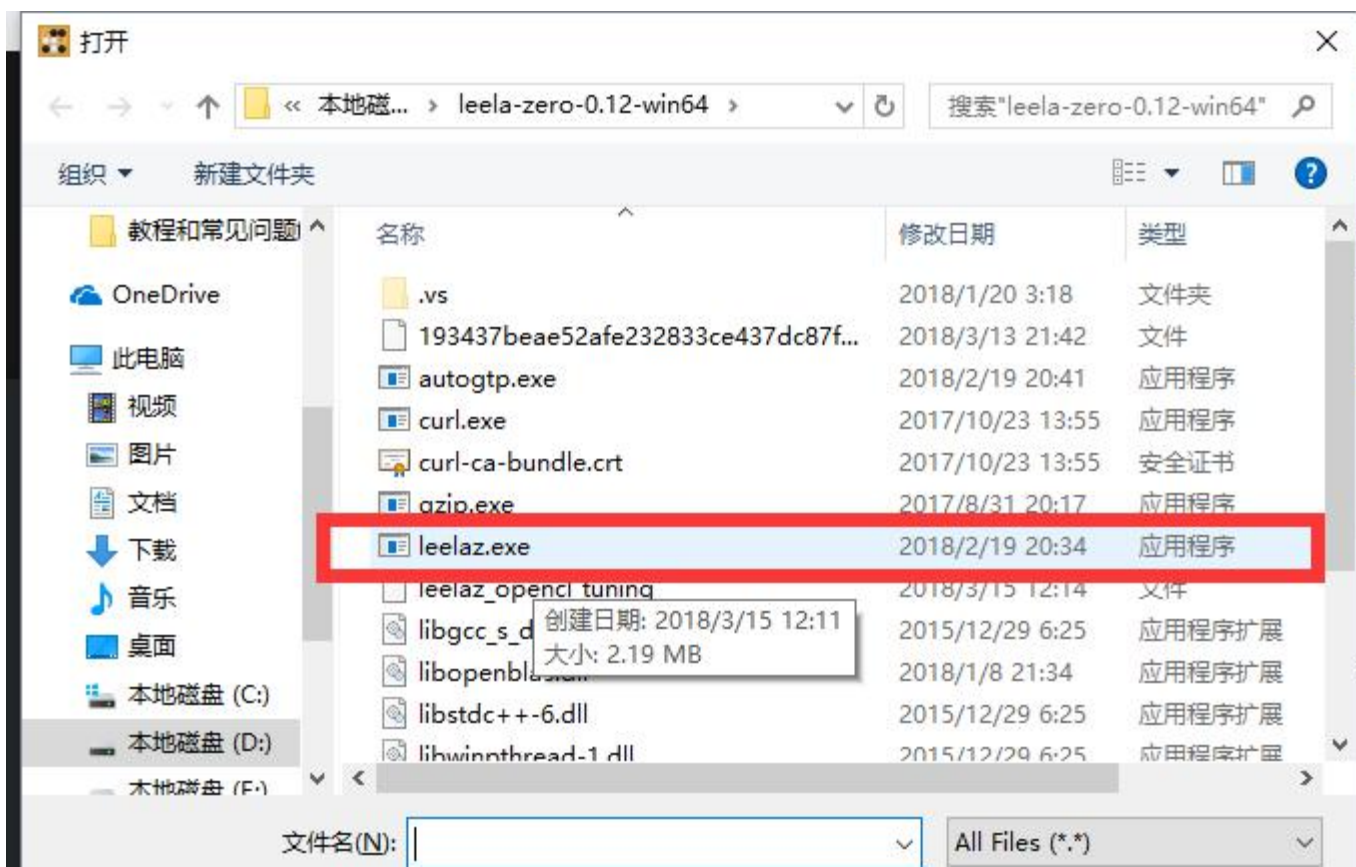 打开
« 本地磁... › leela-zero-0.12-win64 ›
搜索"leela-zero-0.12-win64"
组织 新建文件夹
教程和常见问题
名称 修改日期 类型
.vs 2018/1/20 3:18 文件夹
OneDrive
193437beae52afe232833ce437dc87f... 2018/3/13 21:42 文件
此电脑
autogtp.exe 2018/2/19 20:41 应用程序
视频
curl.exe 2017/10/23 13:55 应用程序
图片
curl-ca-bundle.crt 2017/10/23 13:55 安全证书
文档
gzip.exe 2017/8/31 20:17 应用程序
下载
leelaz.exe 2018/2/19 20:34 应用程序
音乐
leelaz_opencl_tuning 2018/3/15 12:14 文件
创建日期: 2018/3/15 12:11
大小: 2.19 MB
libgcc_s_d 2015/12/29 6:25 应用程序扩展
桌面
2018/1/8 21:34 应用程序扩展
本地磁盘 (C:)
libstdc++-6.dll 2015/12/29 6:25 应用程序扩展
本地磁盘 (D:)
libwinpthread-1.dll 2015/12/29 6:25 应用程序扩展
文件名(N):
All Files (*.*)